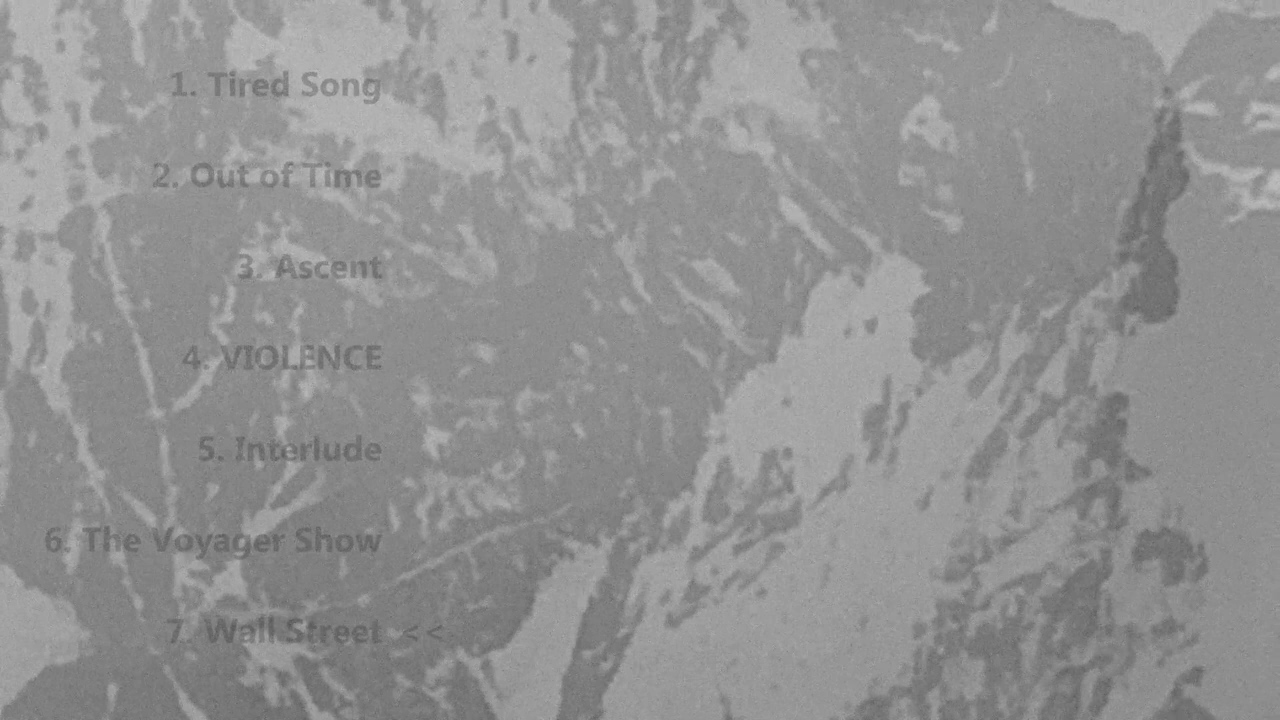 1. Tired Song
2. Out of Time
3. Ascent
4. VIOLENCE
5. Interlude
6. The Voyager Show
7. Wall Street <<